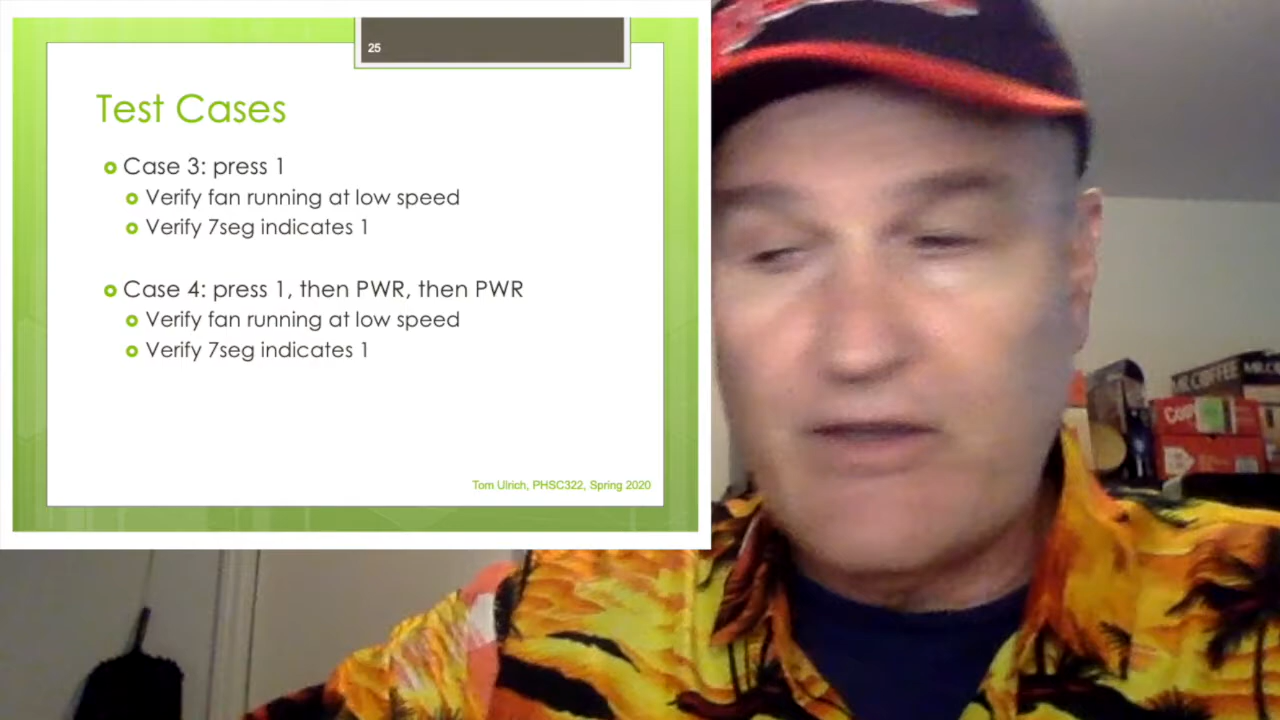 25
Test Cases
Case 3: press 1
Verify fan running at low speed
Verify 7seg indicates 1
Case 4: press 1, then PWR, then PWR
Verify fan running at low speed
Verify 7seg indicates 1
Tom Ulrich, PHSC322, Spring 2020
MR.COFFEE